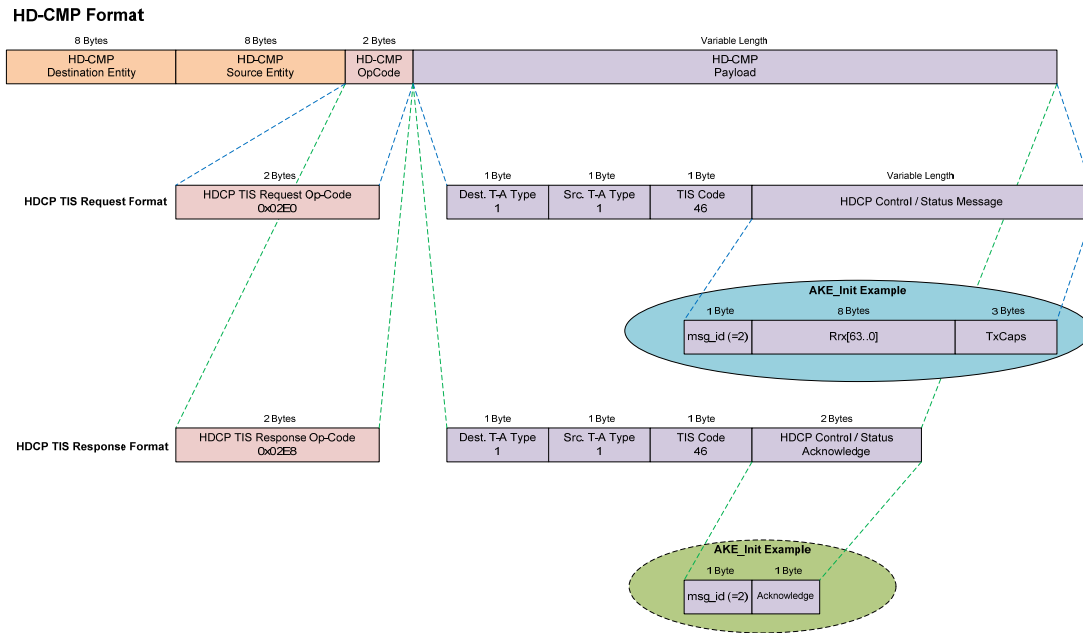 HD-CMP Format
8 Bytes
8 Bytes
2 Bytes
Variable Length
HD-CMP
Destination Entity
HD-CMP
Source Entity
HD-CMP
OpCode
HD-CMP
Payload
2 Bytes
1 Byte
1 Byte
1 Byte
Variable Length
HDCP TIS Request Format
HDCP TIS Request Op-Code
0x02E0
Dest. T-A Type
1
Src. T-A Type
1
TIS Code
46
HDCP Control / Status Message
AKE_Init Example
1 Byte
8 Bytes
3 Bytes
msg_id (=2)
Rrx[63..0]
TxCaps
2 Bytes
1 Byte
1 Byte
1 Byte
2 Bytes
HDCP TIS Response Format
HDCP TIS Response Op-Code
0x02E8
Dest. T-A Type
1
Src. T-A Type
1
TIS Code
46
HDCP Control / Status
Acknowledge
AKE_Init Example
1 Byte
1 Byte
msg_id (=2)
Acknowledge